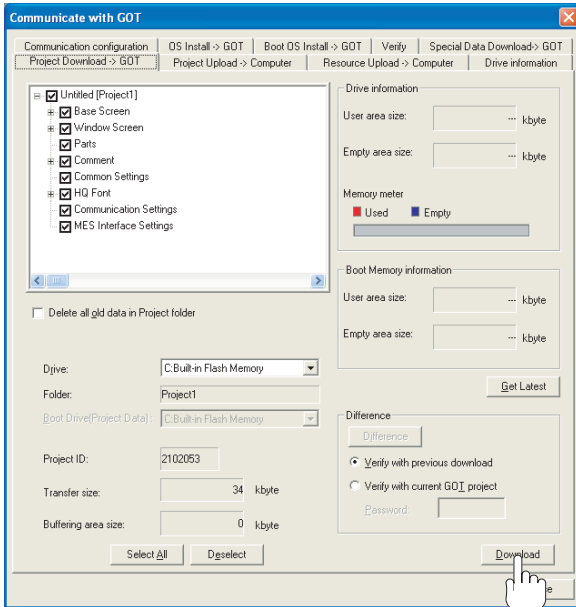 Communicate with GOT
Communication configuration OS Install -> GOT Boot OS Install -> GOT Verify Special Data Download-> GOT
Project Download -> GOT Project Upload -> Computer Resource Upload -> Computer Drive information
Untitled [Project1]
Base Screen
Window Screen
Parts
Comment
Common Settings
HQ Font
Communication Settings
MES Interface Settings
Delete all old data in Project folder
Drive: C:Built-in Flash Memory
Folder: Project1
Boot Drive(Project Data) : C:Built-in Flash Memory
Project ID: 2102053
Transfer size: 34 kbyte
Buffering area size: 0 kbyte
Select All Deselect
Drive information
User area size: --- kbyte
Empty area size: --- kbyte
Memory meter
Used Empty
Boot Memory information
User area size: --- kbyte
Empty area size: --- kbyte
Get Latest
Difference
Difference
Verify with previous download
Verify with current GOT project
Password:
Download